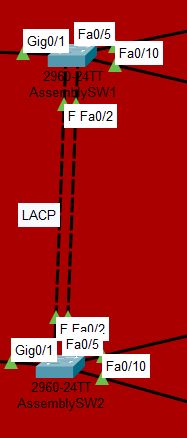 Fa0/5
Gig0/1
Fa0/10
2960-24TT
AssemblySW1
F Fa0/2
LACP
F Fa0/2
Fa0/5
Gig0/1
Fa0/10
2960-24TT
AssemblySW2